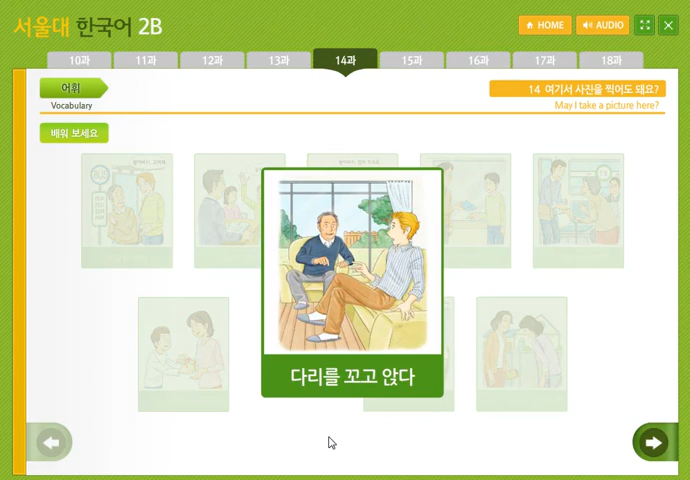 서울대 한국어 2B
HOME
AUDIO
10과
11과
12과
13과
14과
15과
16과
17과
18과
어휘
Vocabulary
14 여기서 사진을 찍어도 돼요?
May I take a picture here?
배워 보세요
BUS
다리를 꼬고 앉다